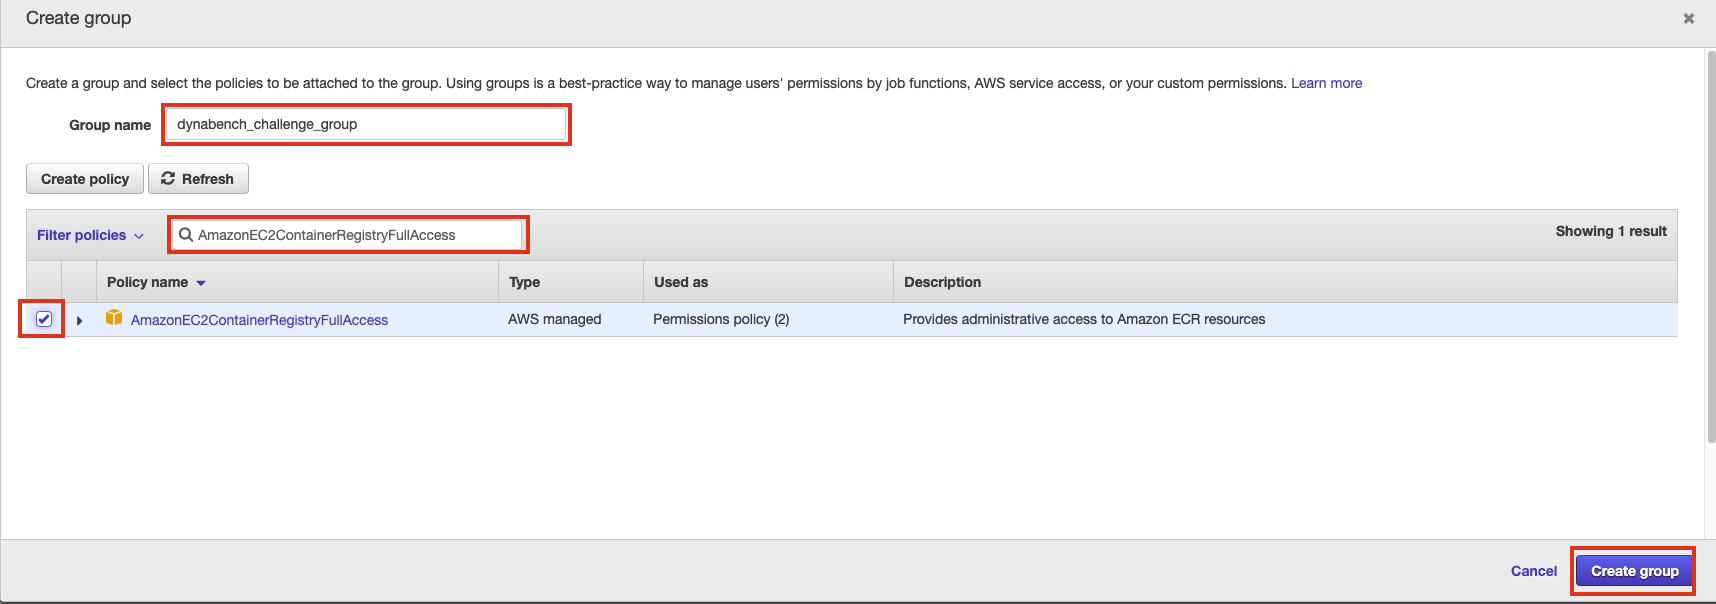 Create group
Create a group and select the policies to be attached to the group. Using groups is a best-practice way to manage users' permissions by job functions, AWS service access, or your custom permissions. Learn more
Group name dynabench_challenge_group
Create policy Refresh
Filter policies AmazonEC2ContainerRegistryFullAccess Showing 1 result
Policy name Type Used as Description
AmazonEC2ContainerRegistryFullAccess AWS managed Permissions policy (2) Provides administrative access to Amazon ECR resources
Cancel Create group